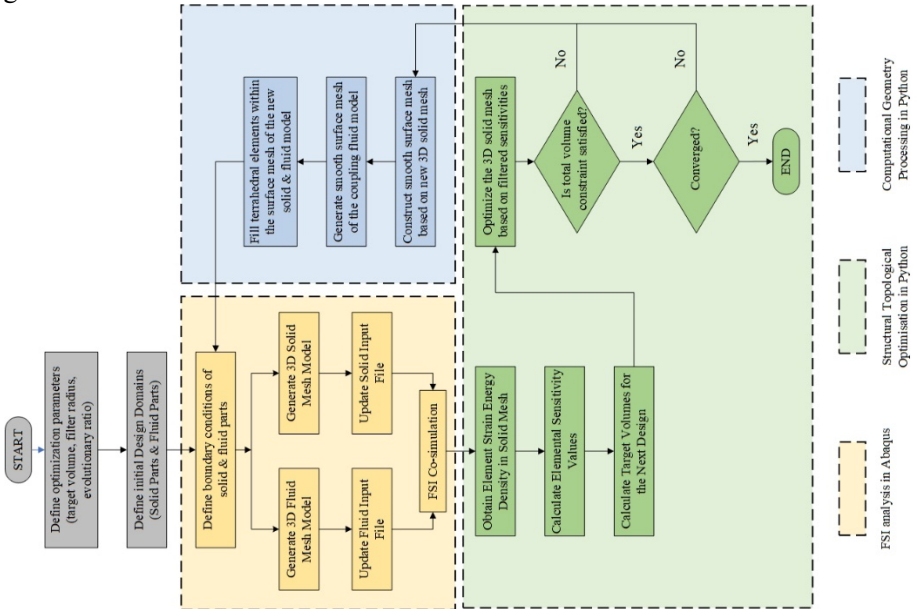 g
START
Define optimization parameters
(target volume, filter radius,
evolutionary ratio)
Define initial Design Domains
(Solid Parts & Fluid Parts)
Define boundary conditions of
solid & fluid parts
Generate 3D Fluid
Mesh Model
Generate 3D Solid
Mesh Model
Update Fluid Input
File
Update Solid Input
File
FSI Co-simulation
Fill terrahedral elements within
the surface mesh of the new
solid & fluid model
Generate smooth surface mesh
of the coupling fluid model
Construct smooth surface mesh
based on new 3D solid mesh
Obtain Element Strain Energy
Density in Solid Mesh
Calculate Elemental Sensitivity
Values
Calculate Target Volumes for
the Next Design
Optimize the 3D solid mesh
based on filtered sensitivities
Is total volume
constraint satisfied?
No
Yes
Converged?
No
Yes
END
FSI analysis in Abaqus
Structural Topological
Optimisation in Python
Computational Geometry
Processing in Python